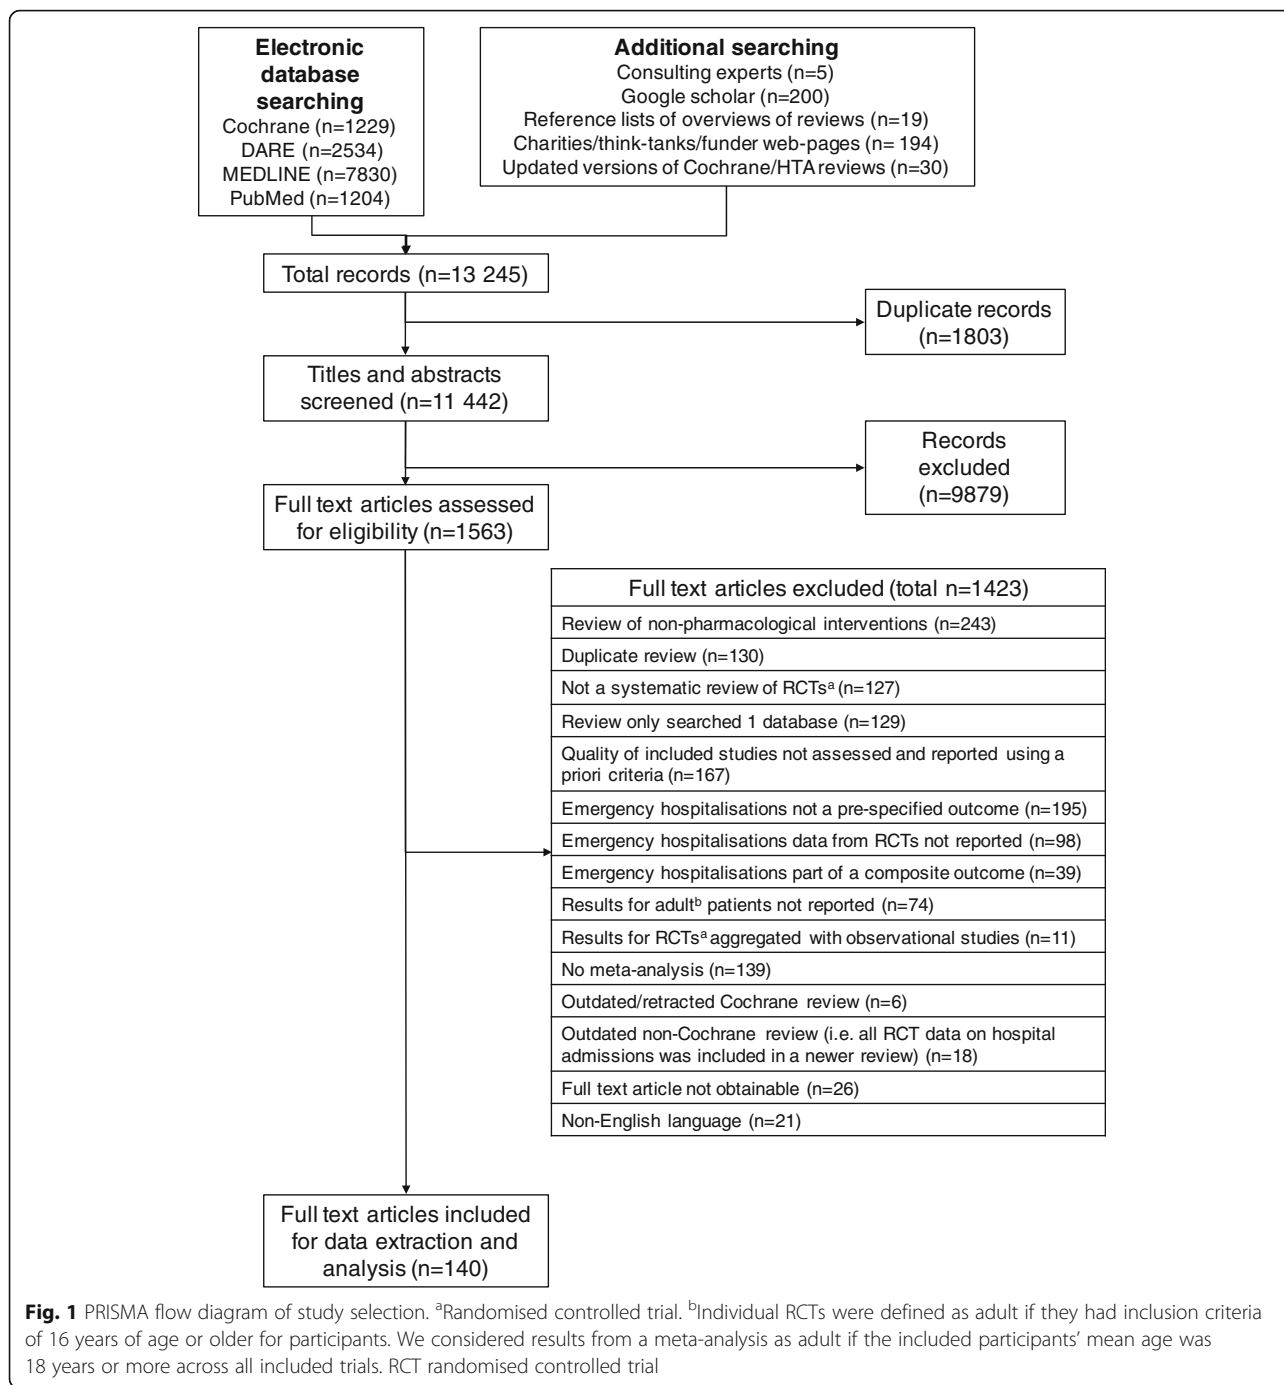 Electronic
database
searching
Cochrane (n=1229)
DARE (n=2534)
MEDLINE (n=7830)
PubMed (n=1204)
Additional searching
Consulting experts (n=5)
Google scholar (n=200)
Reference lists of overviews of reviews (n=19)
Charities/think-tanks/funder web-pages (n= 194)
Updated versions of Cochrane/HTA reviews (n=30)
Total records (n=13 245)
Duplicate records
(n=1803)
Titles and abstracts
screened (n=11 442)
Records
excluded
(n=9879)
Full text articles assessed
for eligibility (n=1563)
Full text articles excluded (total n=1423)
Review of non-pharmacological interventions (n=243)
Duplicate review (n=130)
Not a systematic review of RCTsª (n=127)
Review only searched 1 database (n=129)
Quality of included studies not assessed and reported using a
priori criteria (n=167)
Emergency hospitalisations not a pre-specified outcome (n=195)
Emergency hospitalisations data from RCTs not reported (n=98)
Emergency hospitalisations part of a composite outcome (n=39)
Results for adultᵇ patients not reported (n=74)
Results for RCTsª aggregated with observational studies (n=11)
No meta-analysis (n=139)
Outdated/retracted Cochrane review (n=6)
Outdated non-Cochrane review (i.e. all RCT data on hospital
admissions was included in a newer review) (n=18)
Full text article not obtainable (n=26)
Non-English language (n=21)
Full text articles included
for data extraction and
analysis (n=140)
Fig. 1 PRISMA flow diagram of study selection. ªRandomised controlled trial. ᵇIndividual RCTs were defined as adult if they had inclusion criteria
of 16 years of age or older for participants. We considered results from a meta-analysis as adult if the included participants’ mean age was
18 years or more across all included trials. RCT randomised controlled trial